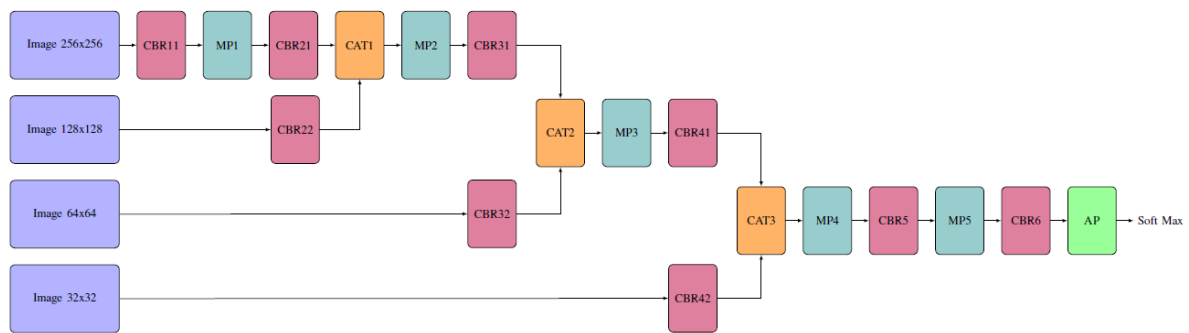 Image 256x256
CBR11
MP1
CBR21
CAT1
MP2
CBR31
Image 128x128
CBR22
CAT2
MP3
CBR41
Image 64x64
CBR32
CAT3
MP4
CBR5
MP5
CBR6
AP
Soft Max
Image 32x32
CBR42